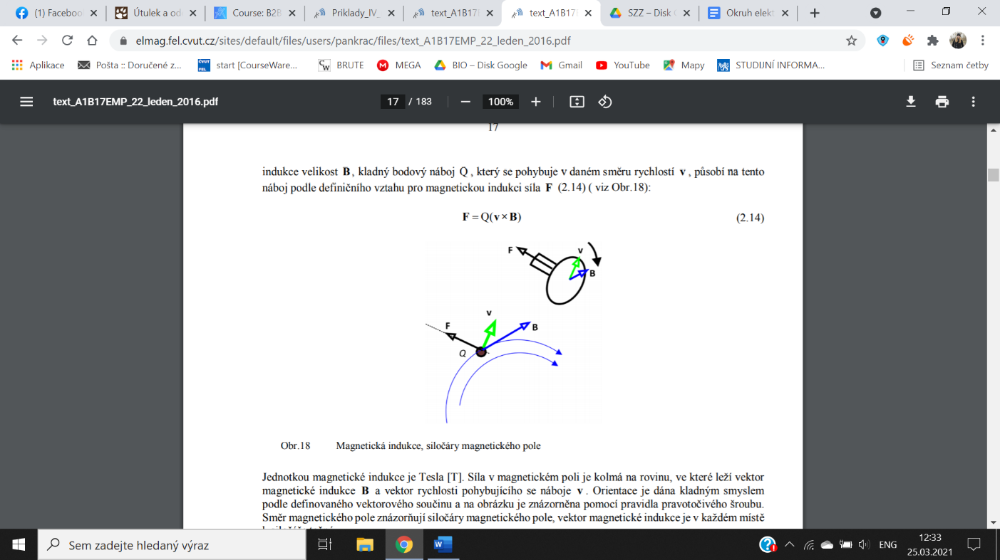 (1) Faceboo
Útulek a od
Course: B2B
Priklady_IV_
text_A1B17
text_A1B17
SZZ – Disk
Okruh elekt
elmag.fel.cvut.cz/sites/default/files/users/pankrac/files/text_A1B17EMP_22_leden_2016.pdf
Aplikace
Pošta :: Doručené z...
start [CourseWare...
BRUTE
MEGA
BIO – Disk Google
Gmail
YouTube
Mapy
STUDIJNÍ INFORMA...
Seznam četby
text_A1B17EMP_22_leden_2016.pdf
17 / 183
100%
17
indukce velikost B, kladný bodový náboj Q, který se pohybuje v daném směru rychlostí v, působí na tento
náboj podle definičního vztahu pro magnetickou indukci síla F (2.14) ( viz Obr.18):
F = Q(v × B) (2.14)
F
v
B
v
F
B
Q
Obr.18 Magnetická indukce, siločáry magnetického pole
Jednotkou magnetické indukce je Tesla [T]. Síla v magnetickém poli je kolmá na rovinu, ve které leží vektor
magnetické indukce B a vektor rychlosti pohybujícího se náboje v. Orientace je dána kladným smyslem
podle definovaného vektorového součinu a na obrázku je znázorněna pomocí pravidla pravotočivého šroubu.
Směr magnetického pole znázorňují siločáry magnetického pole, vektor magnetické indukce je v každém místě
Sem zadejte hledaný výraz
ENG
12:33
25.03.2021